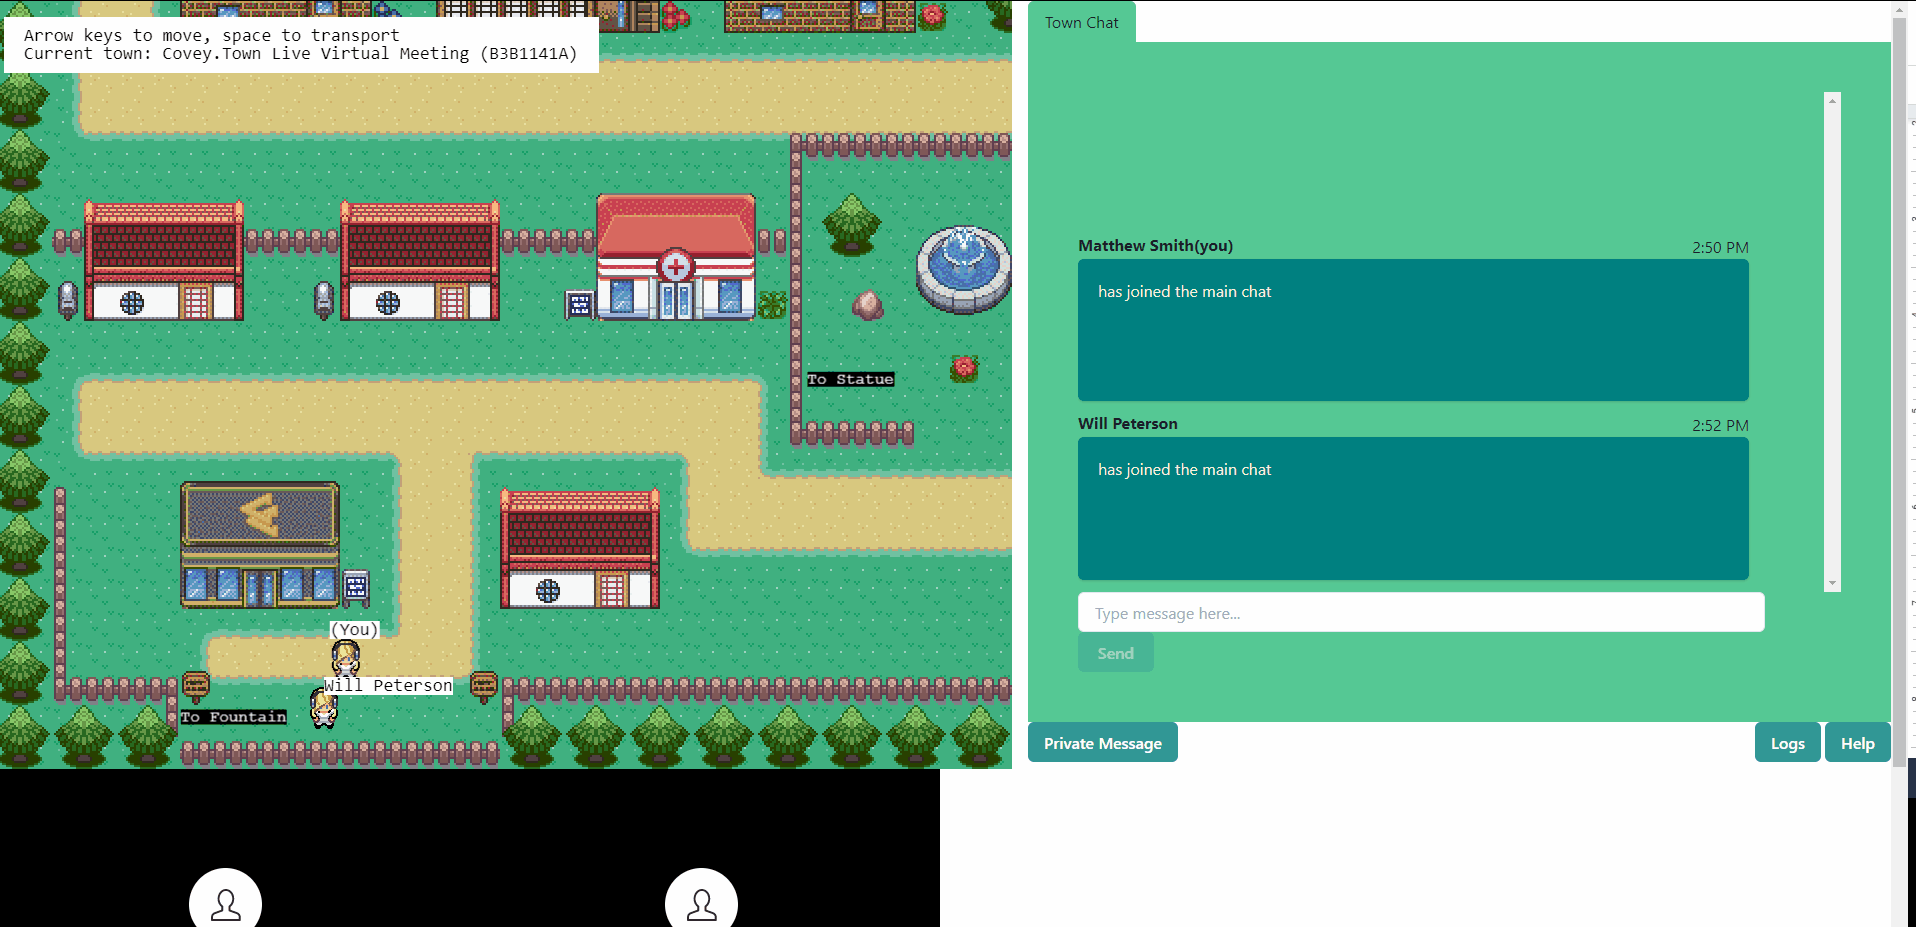 Arrow keys to move, space to transport
Current town: Covey.Town Live Virtual Meeting (B3B1141A)
To Statue
(You)
Will Peterson
To Fountain
Town Chat
Matthew Smith(you)
2:50 PM
has joined the main chat
Will Peterson
2:52 PM
has joined the main chat
Type message here...
Send
Private Message
Logs
Help